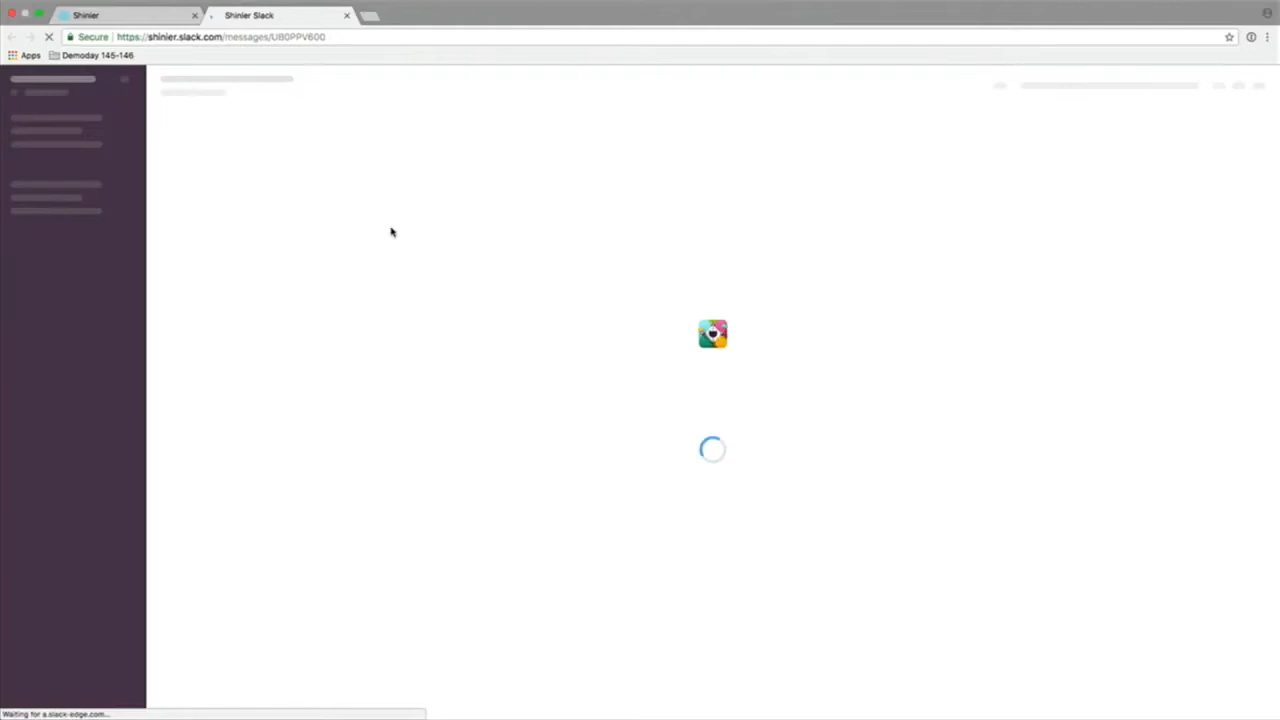 Shinier
Shinier Slack
Secure https://shinier.slack.com/messages/U80PPV600
Apps Demoday 145-146
Waiting for a.slack-edge.com...